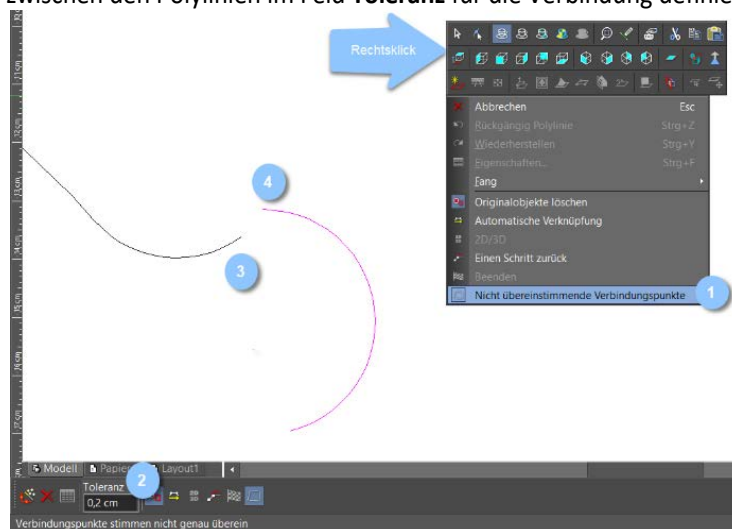 zwischen den Polylinien im Feld Toleranz für die Verbindung definie
Rechtsklick
Abbrechen Esc
Rückgängig Polylinie Strg+Z
Wiederherstellen Strg+Y
Eigenschaften... Strg+F
Fang
Originalobjekte löschen
Automatische Verknüpfung
2D/3D
Einen Schritt zurück
Beenden
Nicht übereinstimmende Verbindungspunkte 1
4
3
Modell Papier Layout1
2
Toleranz
0,2 cm
Verbindungspunkte stimmen nicht genau überein